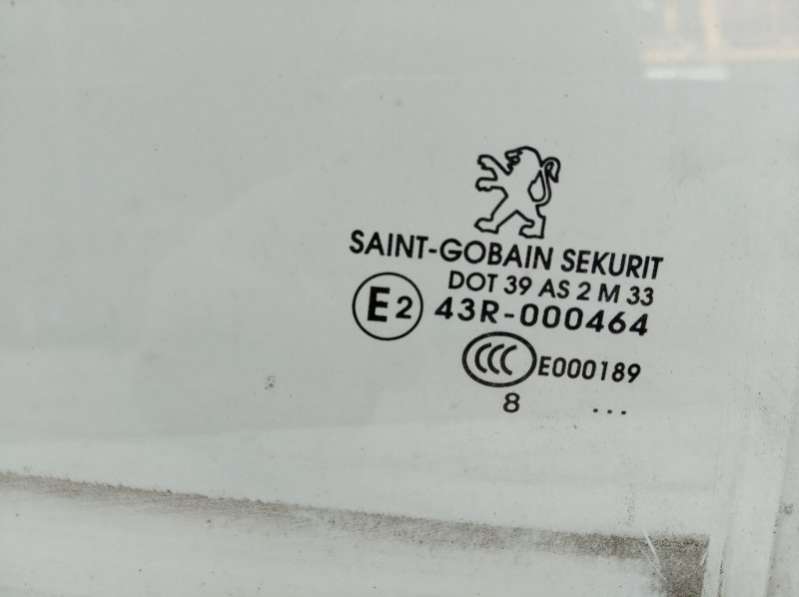 SAINT-GOBAIN SEKURIT
DOT 39 AS 2 M 33
E2 43R-000464
CCC E000189
8 ...